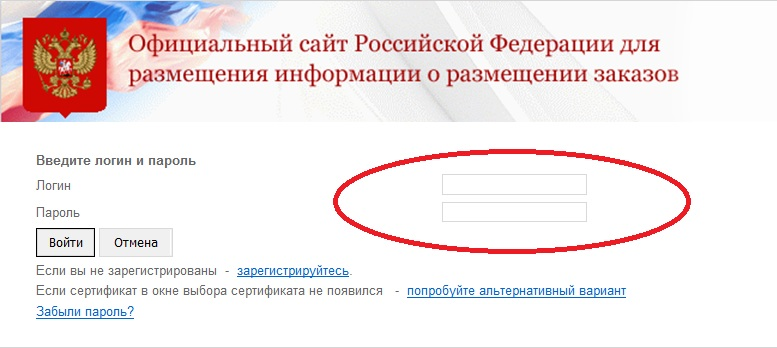 Официальный сайт Российской Федерации для
размещения информации о размещении заказов
Введите логин и пароль
Логин
Пароль
Войти Отмена
Если вы не зарегистрированы - зарегистрируйтесь.
Если сертификат в окне выбора сертификата не появился - попробуйте альтернативный вариант
Забыли пароль?